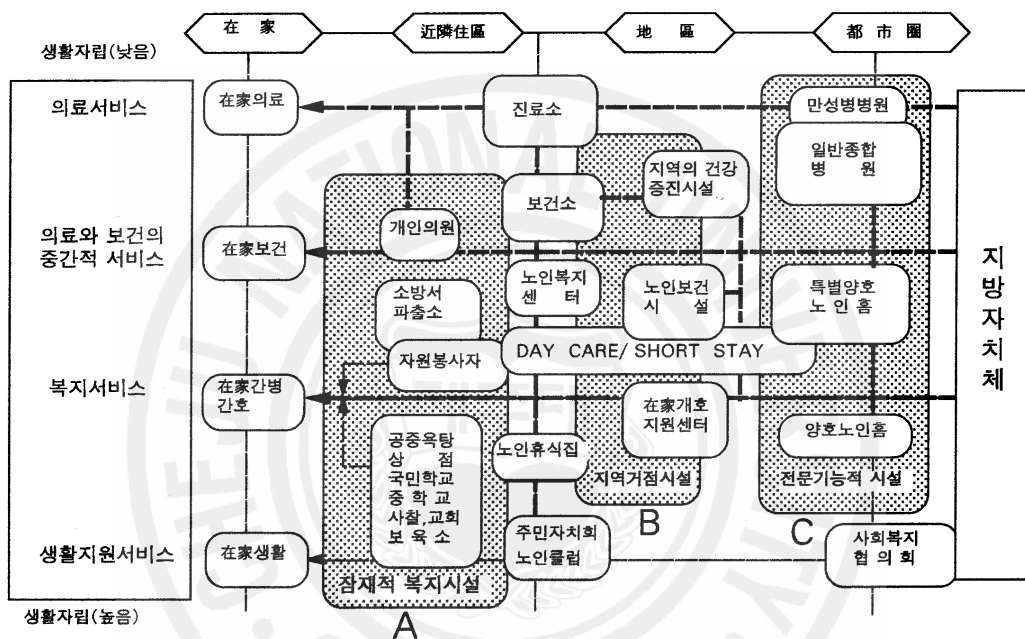 在 家
近隣住區
地 區
都 市 圈
생활자립(낮음)
의료서비스
의료와 보건의
중간적 서비스
복지서비스
생활지원서비스
생활자립(높음)
在家의료
在家보건
在家간병
간호
在家생활
개인의원
소방서
파출소
자원봉사자
공중욕탕
상 점
국민학교
중 학 교
사찰,교회
보 육 소
잠재적 복지시설
A
진료소
보건소
노인복지
센 터
DAY CARE/ SHORT STAY
노인휴식집
주민자치회
노인클럽
지역의 건강
증진시설
노인보건
시 설
在家개호
지원센터
지역거점시설
B
만성병병원
일반종합
병 원
특별양호
노 인 홈
양호노인홈
전문기능적 시설
C
사회복지
협 의 회
지방자치체
CHEJU NATIONAL UNIVERSITY